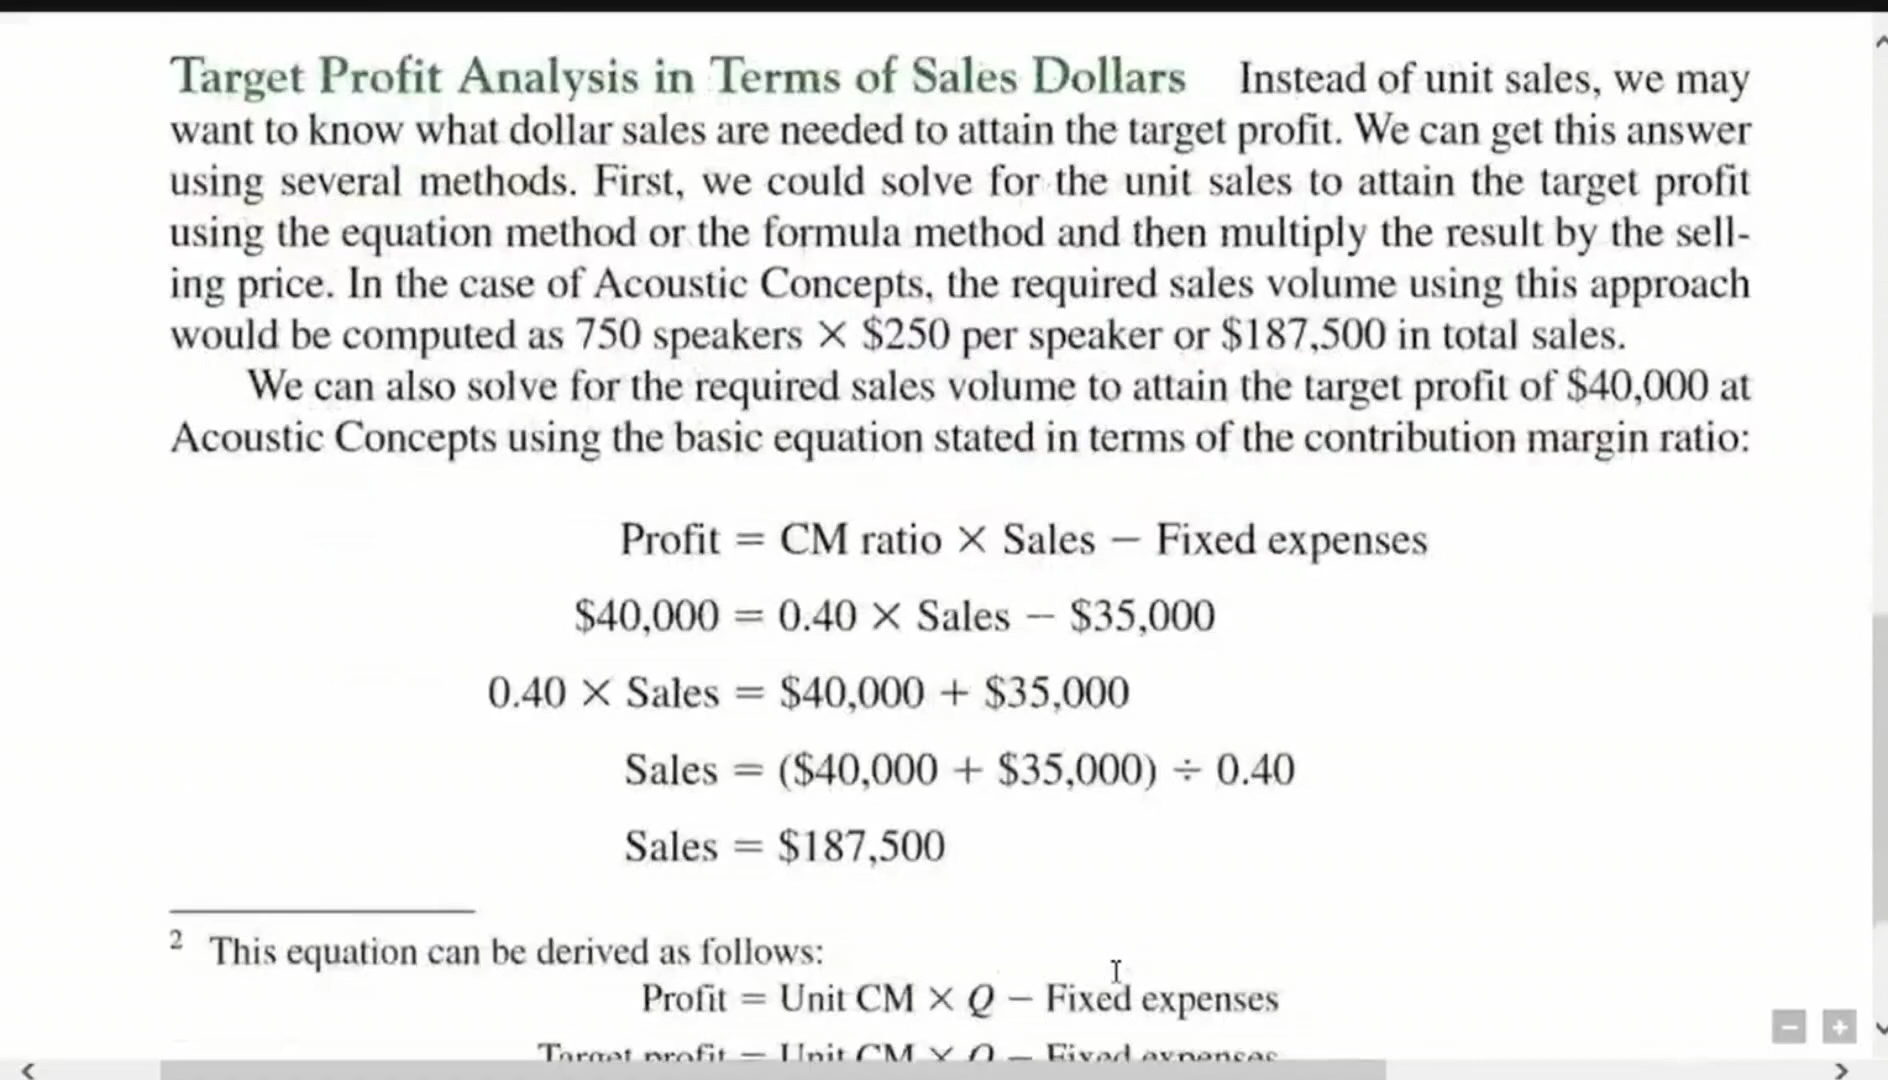 Target Profit Analysis in Terms of Sales Dollars Instead of unit sales, we may
want to know what dollar sales are needed to attain the target profit. We can get this answer
using several methods. First, we could solve for the unit sales to attain the target profit
using the equation method or the formula method and then multiply the result by the sell-
ing price. In the case of Acoustic Concepts, the required sales volume using this approach
would be computed as 750 speakers × $250 per speaker or $187,500 in total sales.
We can also solve for the required sales volume to attain the target profit of $40,000 at
Acoustic Concepts using the basic equation stated in terms of the contribution margin ratio:
Profit = CM ratio × Sales − Fixed expenses
$40,000 = 0.40 × Sales − $35,000
0.40 × Sales = $40,000 + $35,000
Sales = ($40,000 + $35,000) ÷ 0.40
Sales = $187,500
2 This equation can be derived as follows:
Profit = Unit CM × Q − Fixed expenses
Target profit = Unit CM × Q − Fixed expenses